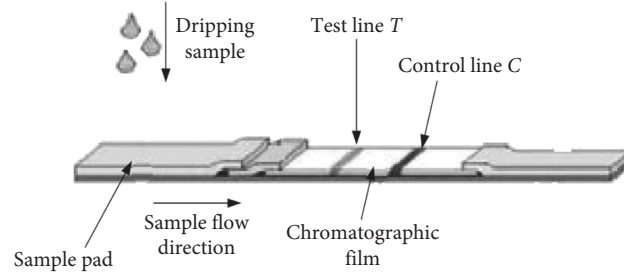 Dripping
sample
Test line T
Control line C
Sample flow
direction
Chromatographic
film
Sample pad